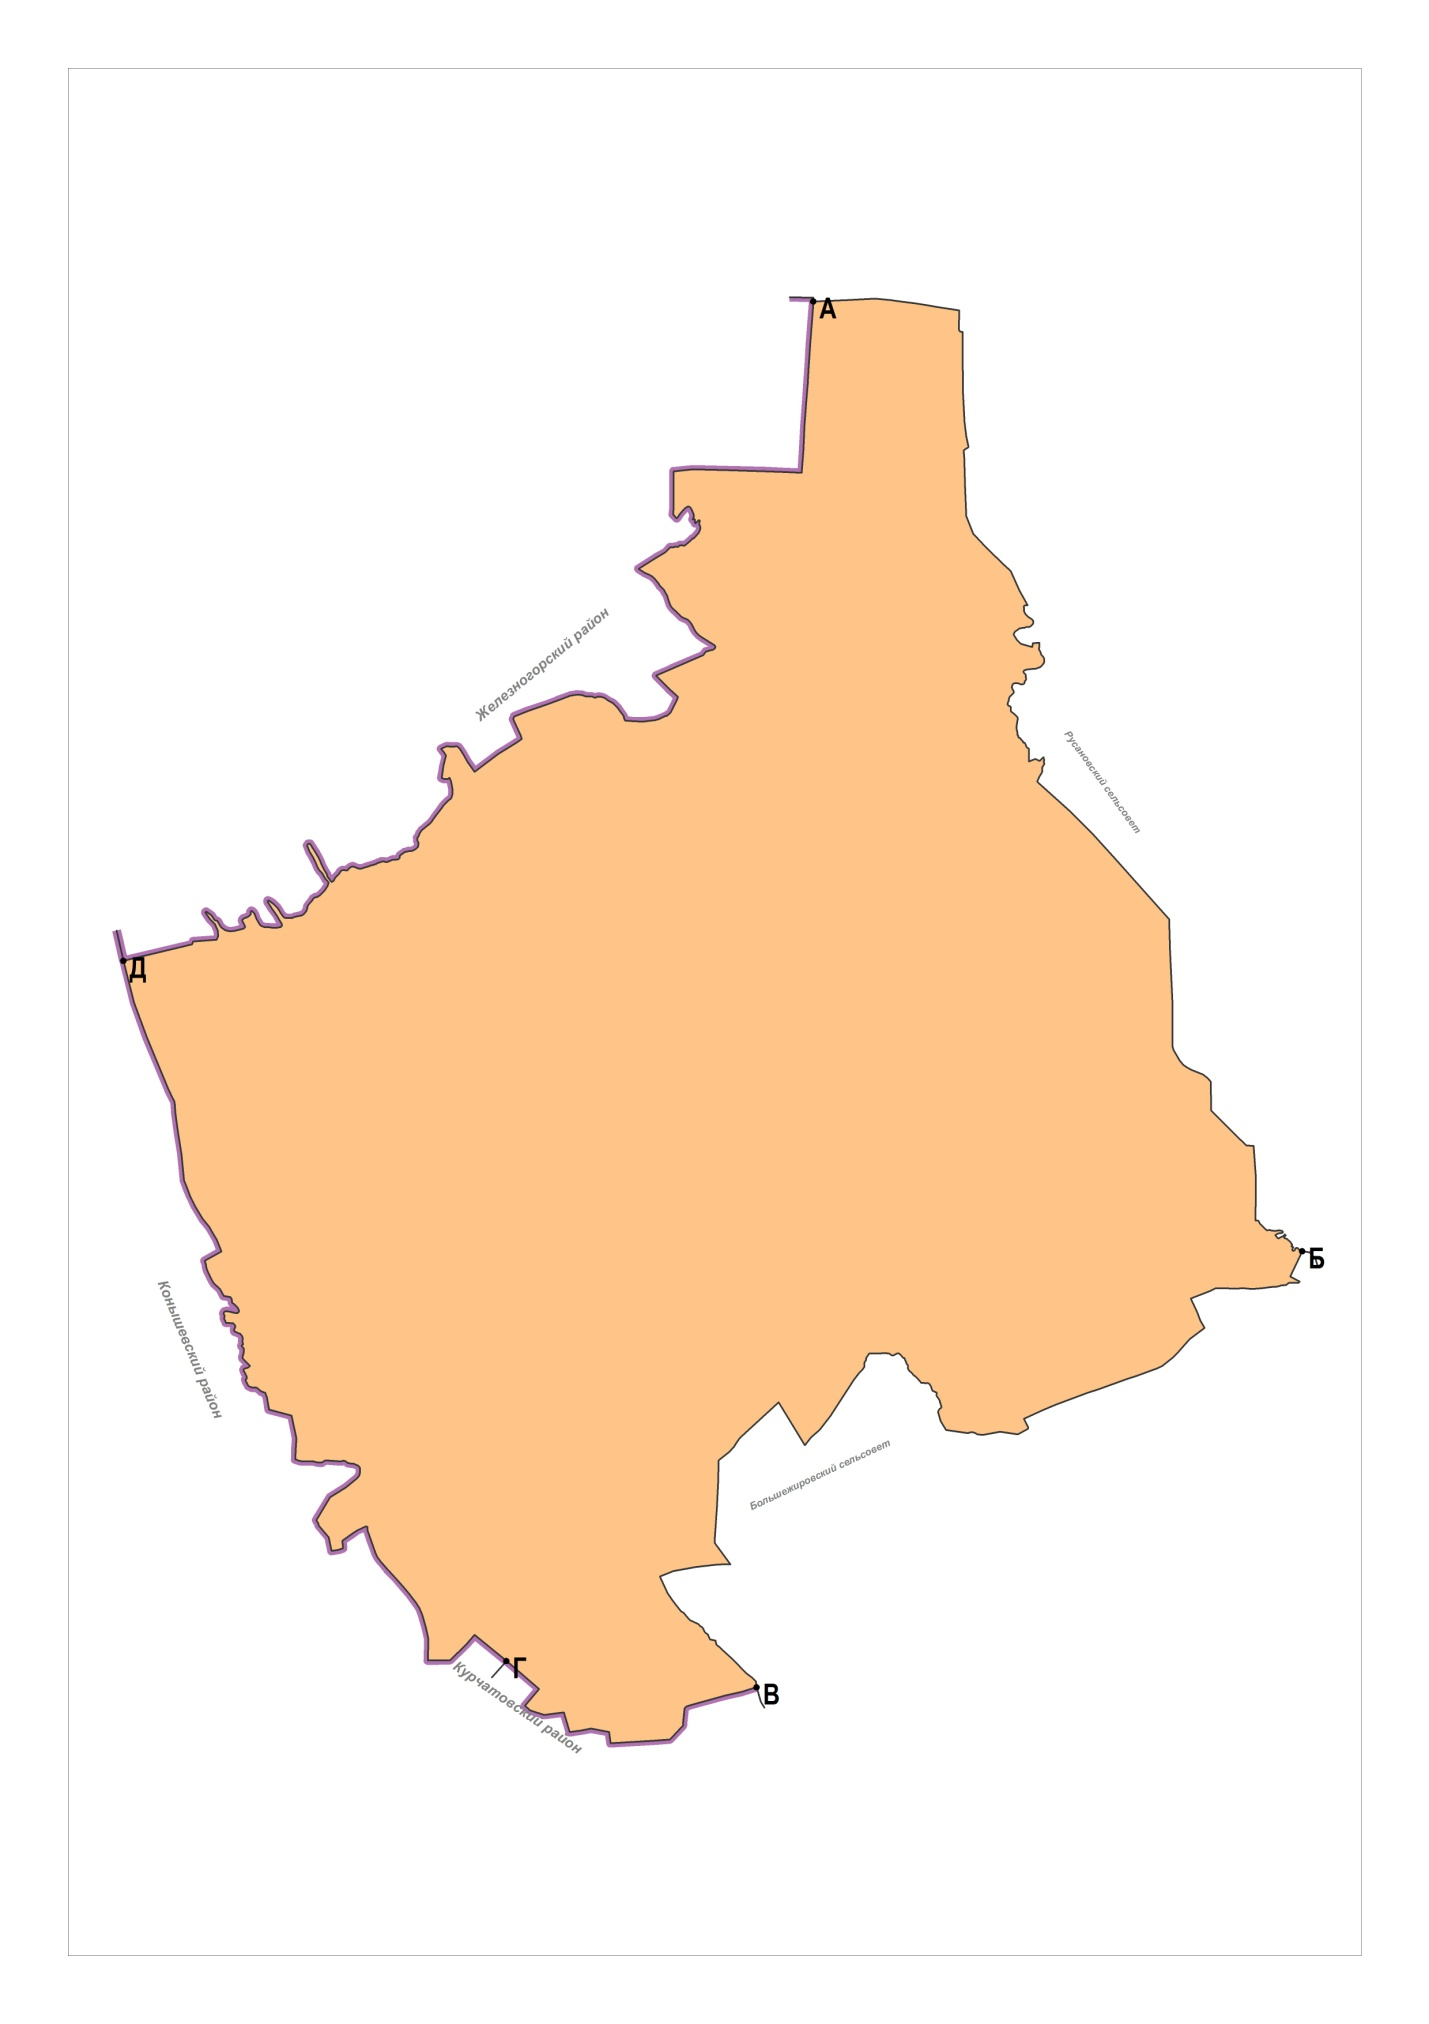 А
Железногорский район
Русановский сельсовет
Д
Б
Конышевский район
Большежировский сельсовет
Г
Курчатовский район
В